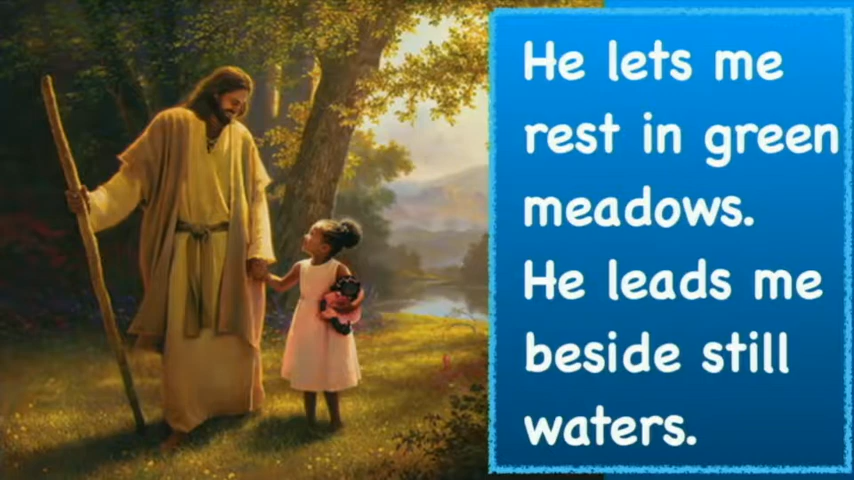 He lets me
rest in green
meadows.
He leads me
beside still
waters.